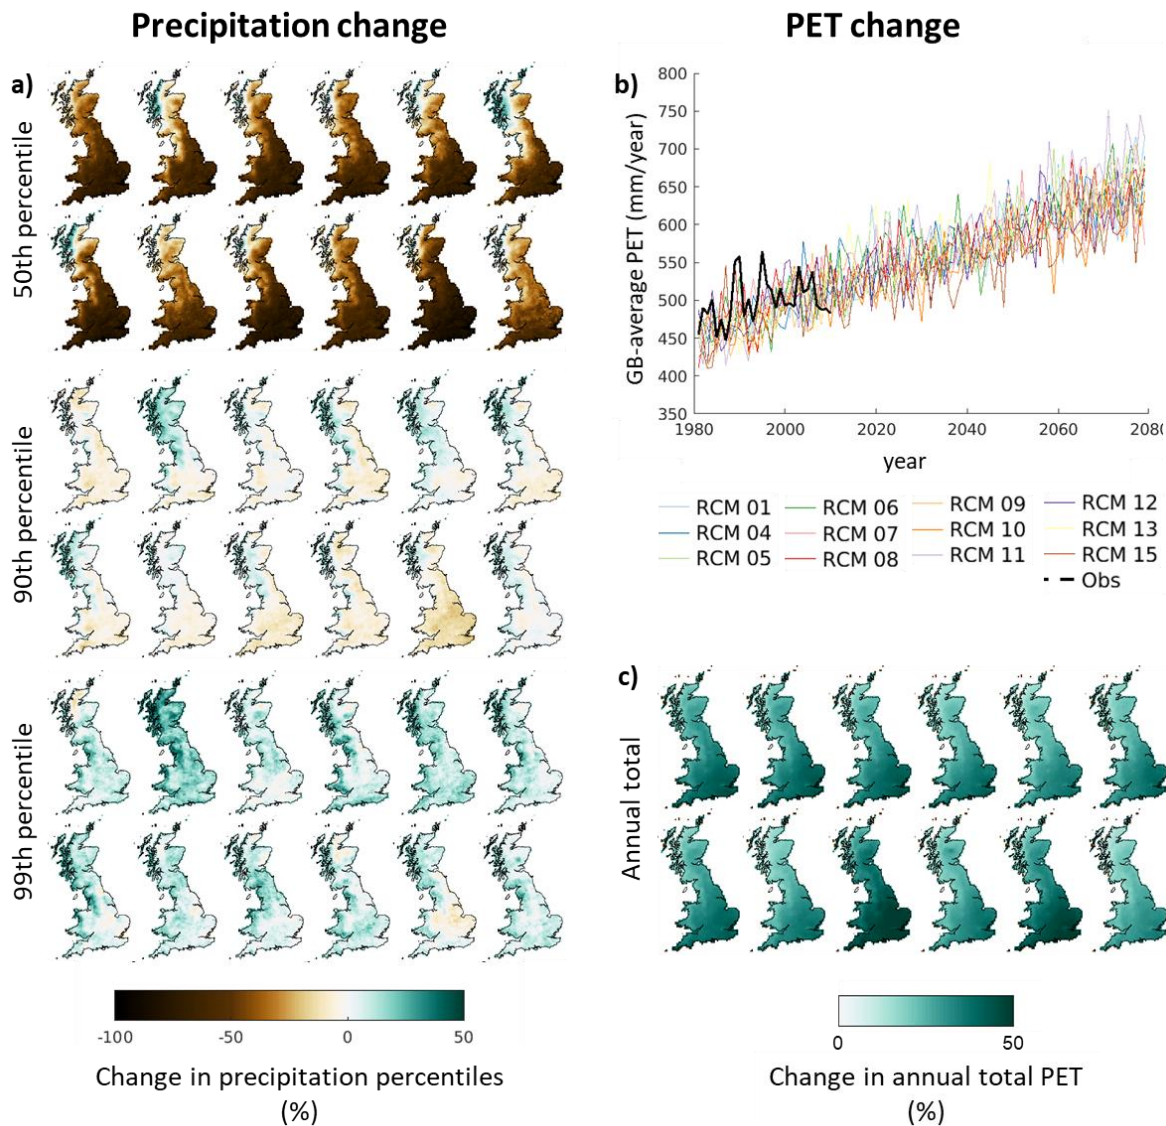 Precipitation change
PET change
a)
50th percentile
90th percentile
99th percentile
-100 -50 0 50
Change in precipitation percentiles
(%)
b)
GB-average PET (mm/year)
800
750
700
650
600
550
500
450
400
350
1980 2000 2020 2040 2060 2080
year
RCM 01 RCM 06 RCM 09 RCM 12
RCM 04 RCM 07 RCM 10 RCM 13
RCM 05 RCM 08 RCM 11 RCM 15
Obs
c)
Annual total
0 50
Change in annual total PET
(%)